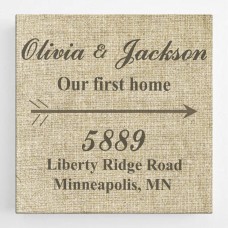 Olivia & Jackson
Our first home
5889
Liberty Ridge Road
Minneapolis, MN